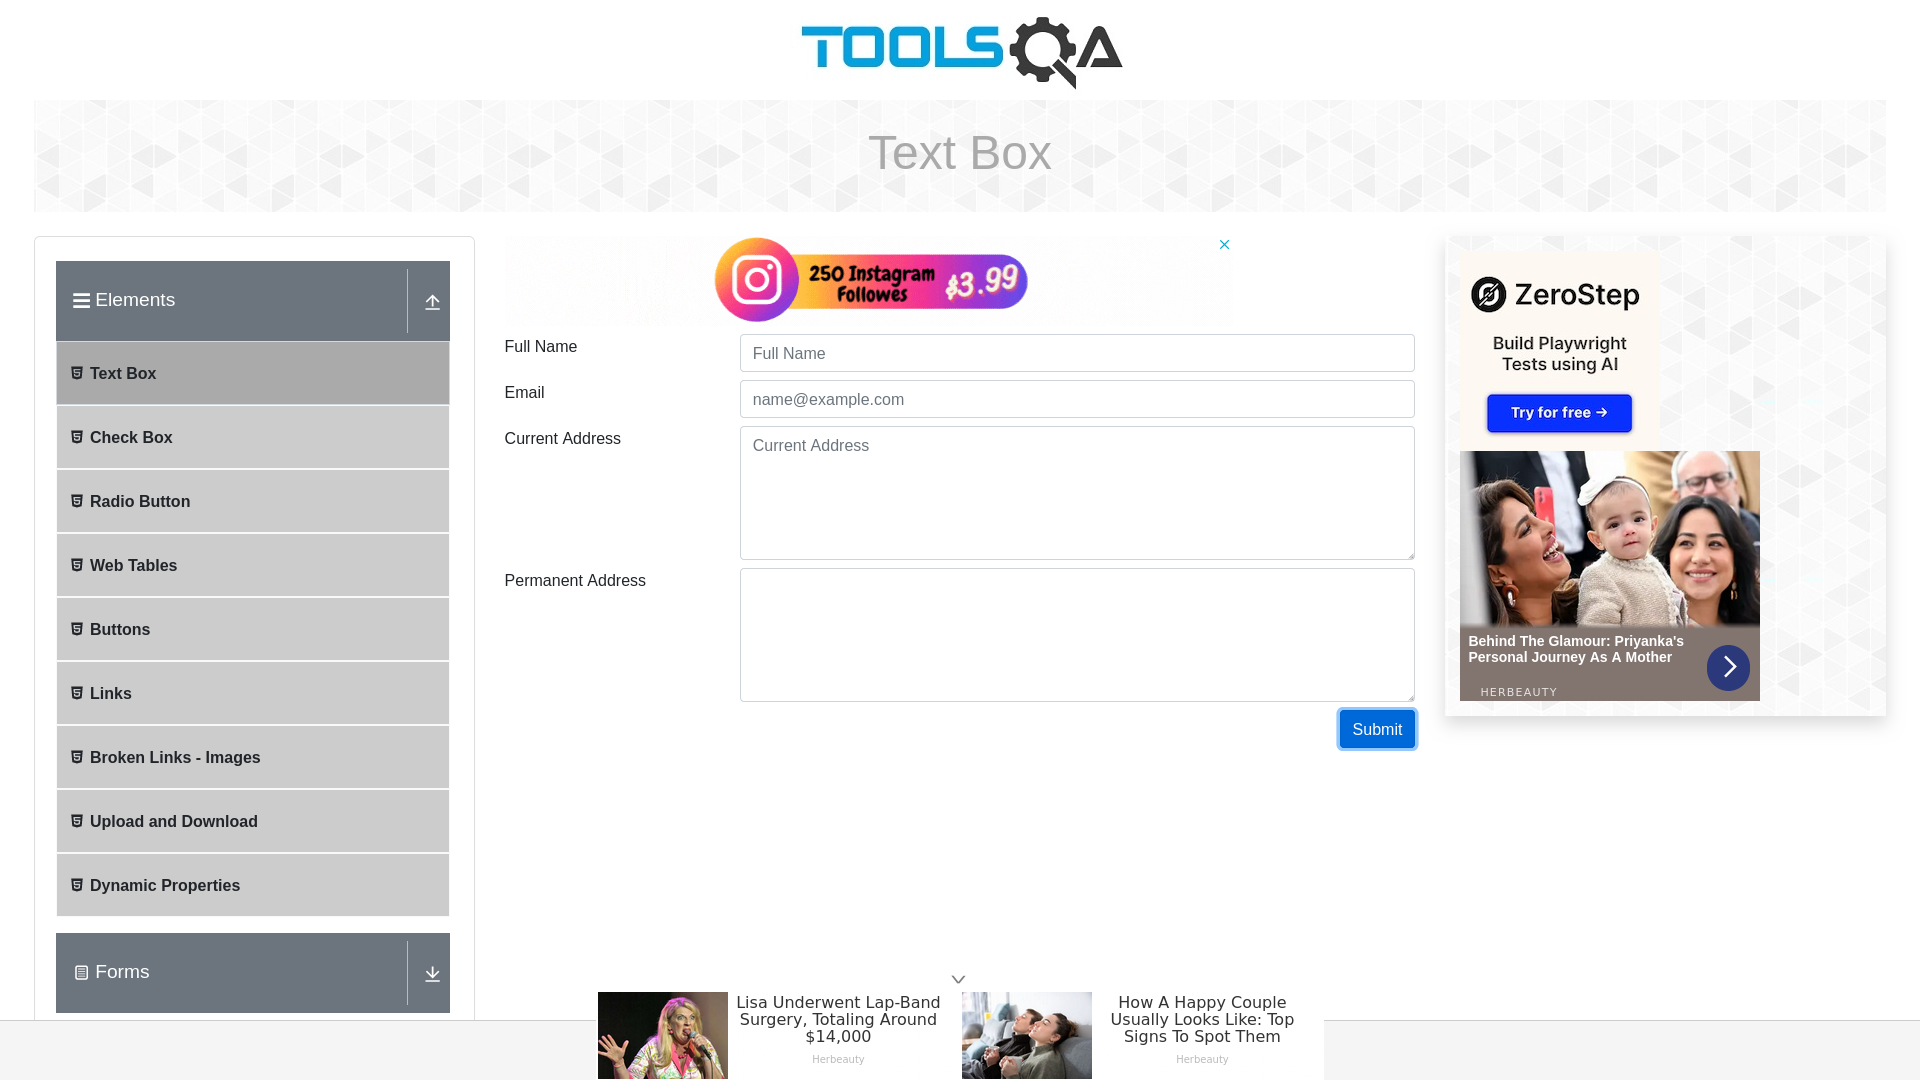 TOOLSQA
Text Box
Elements
Text Box
Check Box
Radio Button
Web Tables
Buttons
Links
Broken Links - Images
Upload and Download
Dynamic Properties
Forms
250 Instagram
Followes
$3.99
Full Name
Full Name
Email
name@example.com
Current Address
Current Address
Permanent Address
Submit
ZeroStep
Build Playwright
Tests using AI
Try for free →
Behind The Glamour: Priyanka's
Personal Journey As A Mother
HERBEAUTY
Lisa Underwent Lap-Band
Surgery, Totaling Around
$14,000
Herbeauty
How A Happy Couple
Usually Looks Like: Top
Signs To Spot Them
Herbeauty